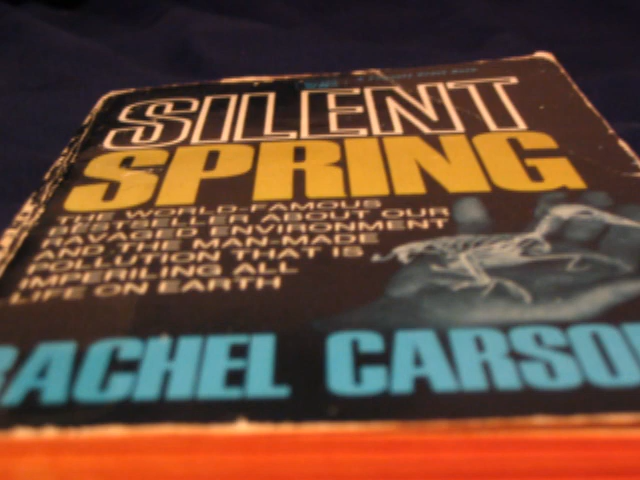 SILENT
SPRING
THE WORLD-FAMOUS
BESTSELLER ABOUT OUR
RAVAGED ENVIRONMENT
AND THE MAN-MADE
POLLUTION THAT IS
IMPERILING ALL
LIFE ON EARTH
RACHEL CARSON